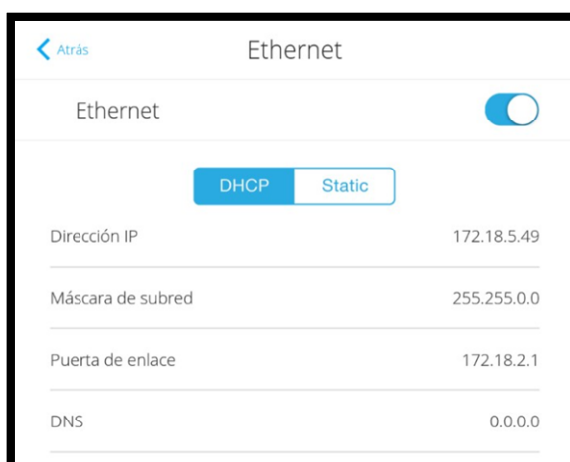 Atrás Ethernet
Ethernet
DHCP Static
Dirección IP 172.18.5.49
Máscara de subred 255.255.0.0
Puerta de enlace 172.18.2.1
DNS 0.0.0.0